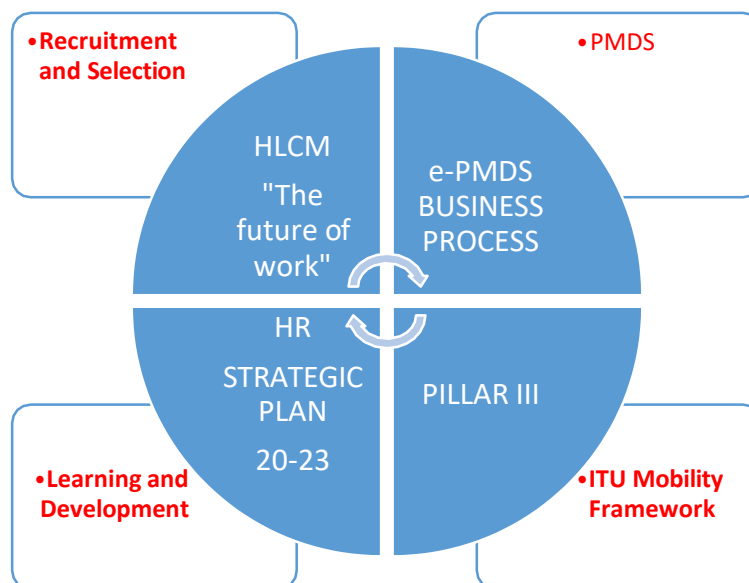 •Recruitment
and Selection
•PMDS
HLCM
"The
future of
work"
e-PMDS
BUSINESS
PROCESS
HR
STRATEGIC
PLAN
20-23
PILLAR III
•Learning and
Development
•ITU Mobility
Framework